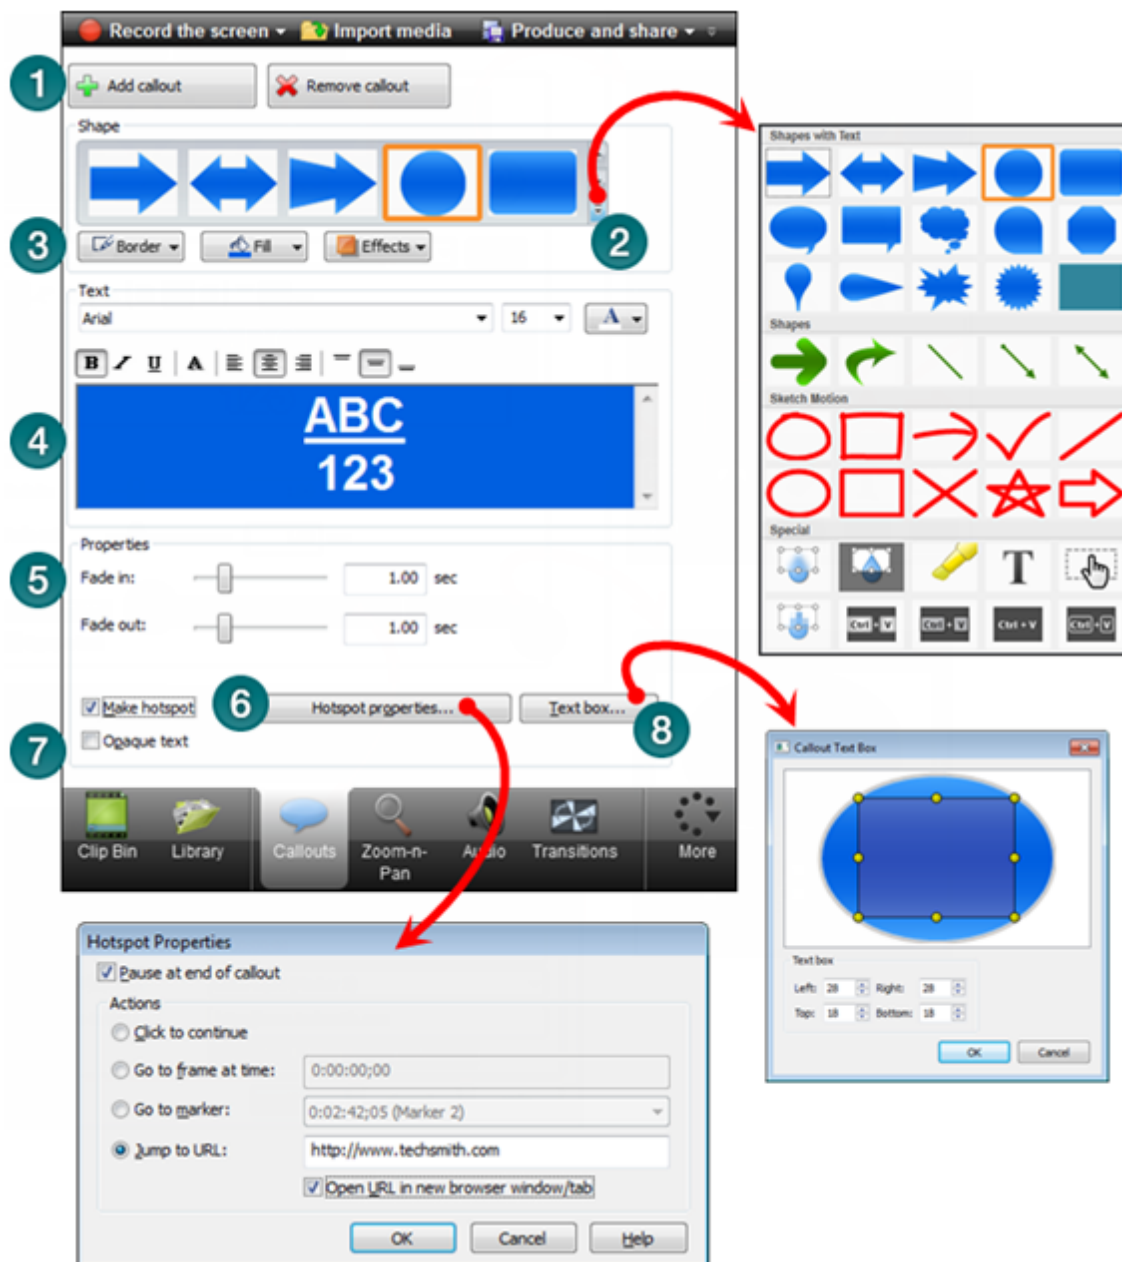 Record the screen Import media Produce and share
1 Add callout Remove callout
Shape
2
3 Border Fill Effects
Text
Arial 16 A
B I U A
4 ABC
123
Properties
5 Fade in: 1.00 sec
Fade out: 1.00 sec
Make hotspot 6 Hotspot properties... Text box... 8
7 Opaque text
Clip Bin Library Callouts Zoom-n-Pan Audio Transitions More
Shapes with Text
Shapes
Sketch Motion
Special
T
Ctrl + V Ctrl + V Ctrl + V Ctrl + V
Callout Text Box
Text box
Left: 28 Right: 28
Top: 18 Bottom: 18
OK Cancel
Hotspot Properties
Pause at end of callout
Actions
Click to continue
Go to frame at time: 0:00:00;00
Go to marker: 0:02:42;05 (Marker 2)
Jump to URL: http://www.techsmith.com
Open URL in new browser window/tab
OK Cancel Help